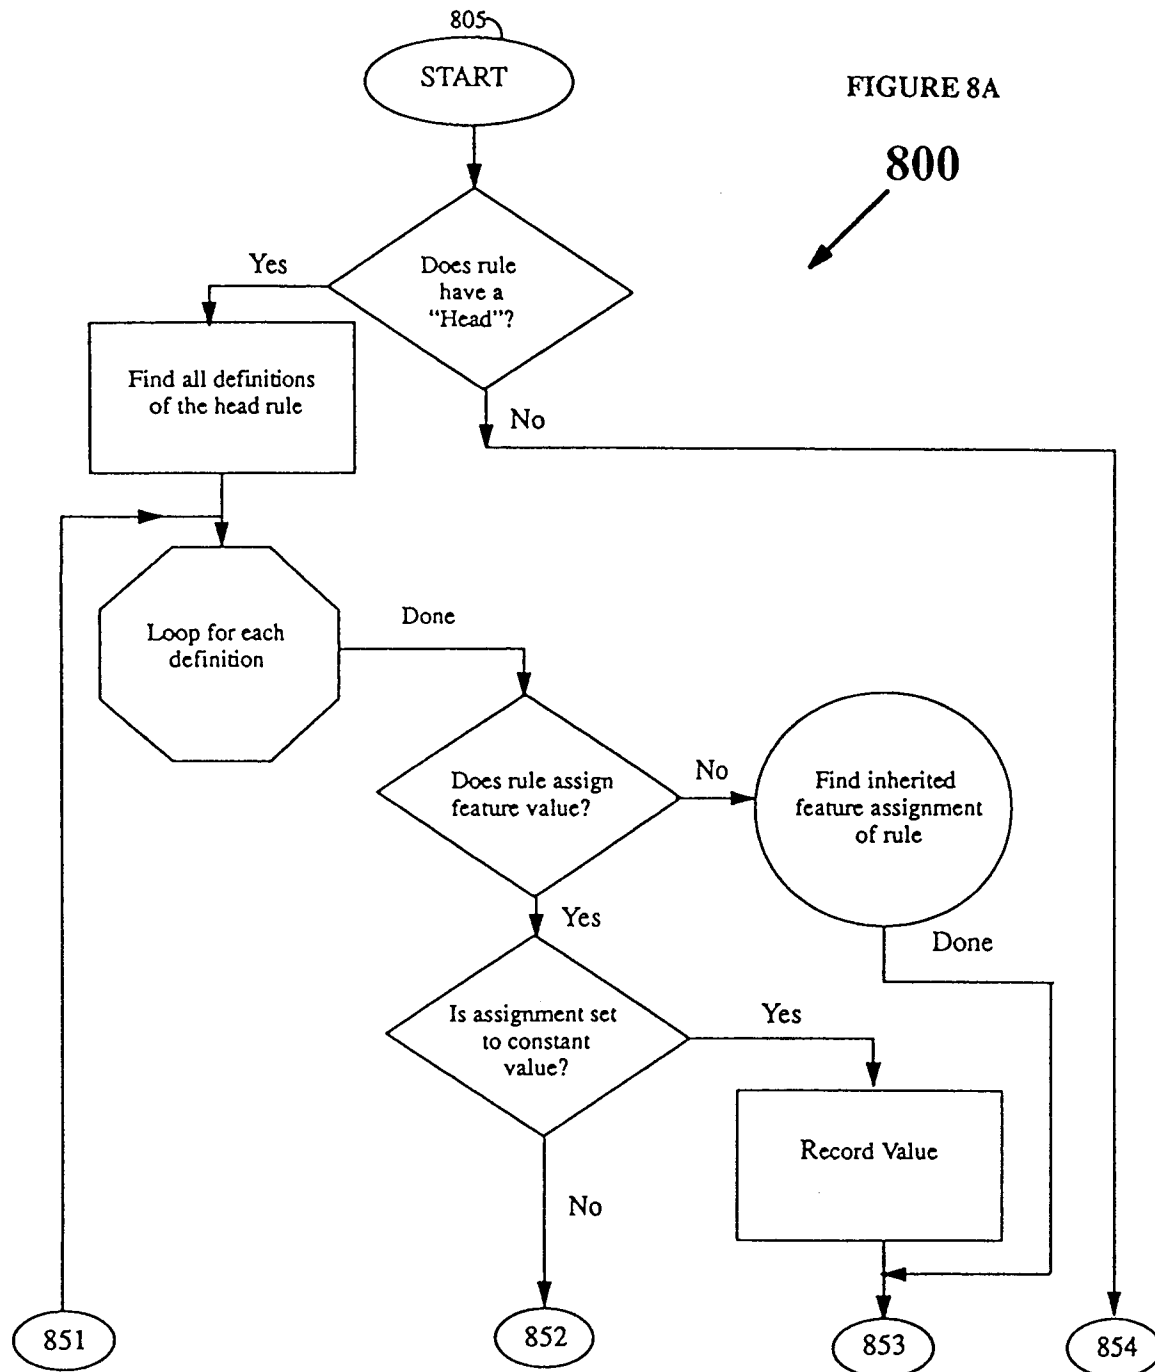 805
START
FIGURE 8A
800
Does rule
have a
“Head”?
Yes
No
Find all definitions
of the head rule
Loop for each
definition
Done
Does rule assign
feature value?
No
Find inherited
feature assignment
of rule
Yes
Done
Is assignment set
to constant
value?
Yes
Record Value
No
851
852
853
854